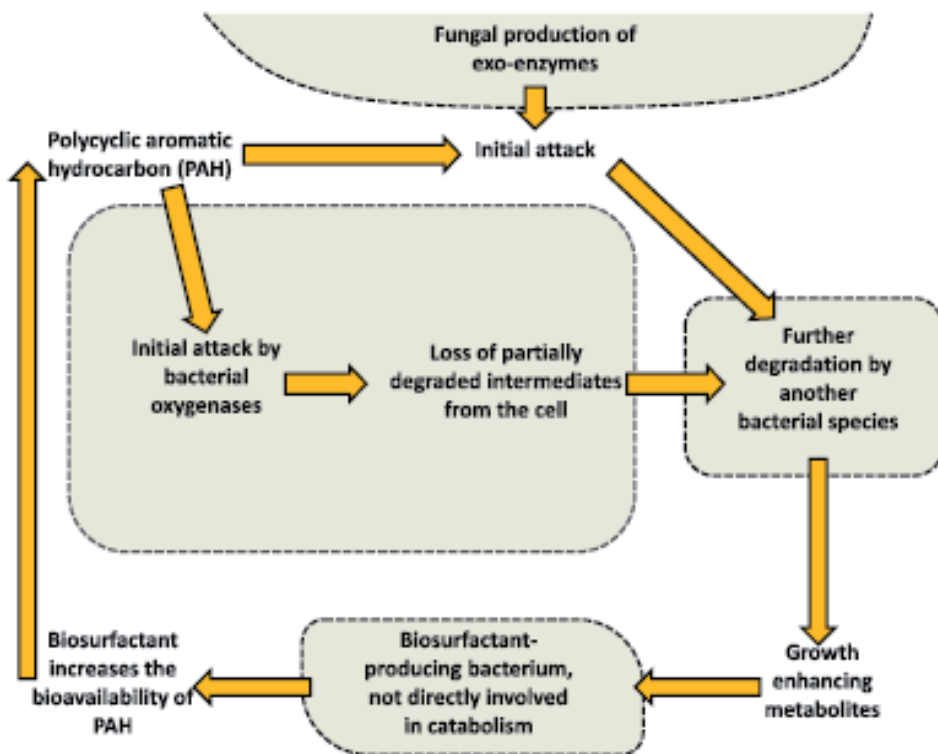 Fungal production of
exo-enzymes
Polycyclic aromatic
hydrocarbon (PAH)
Initial attack
Initial attack by
bacterial
oxygenases
Loss of partially
degraded intermediates
from the cell
Further
degradation by
another
bacterial species
Biosurfactant
increases the
bioavailability of
PAH
Biosurfactant-
producing bacterium,
not directly involved
in catabolism
Growth
enhancing
metabolites